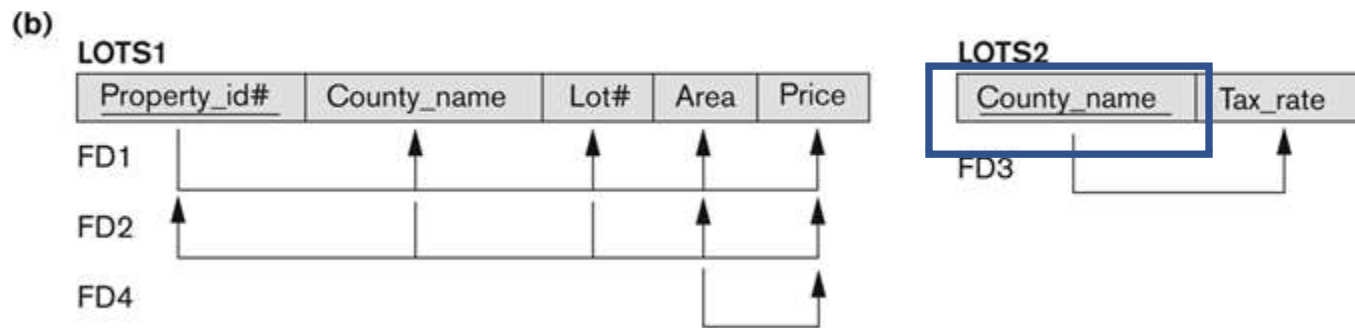 (b)
LOTS1
Property_id# County_name Lot# Area Price
FD1
FD2
FD4
LOTS2
County_name Tax_rate
FD3